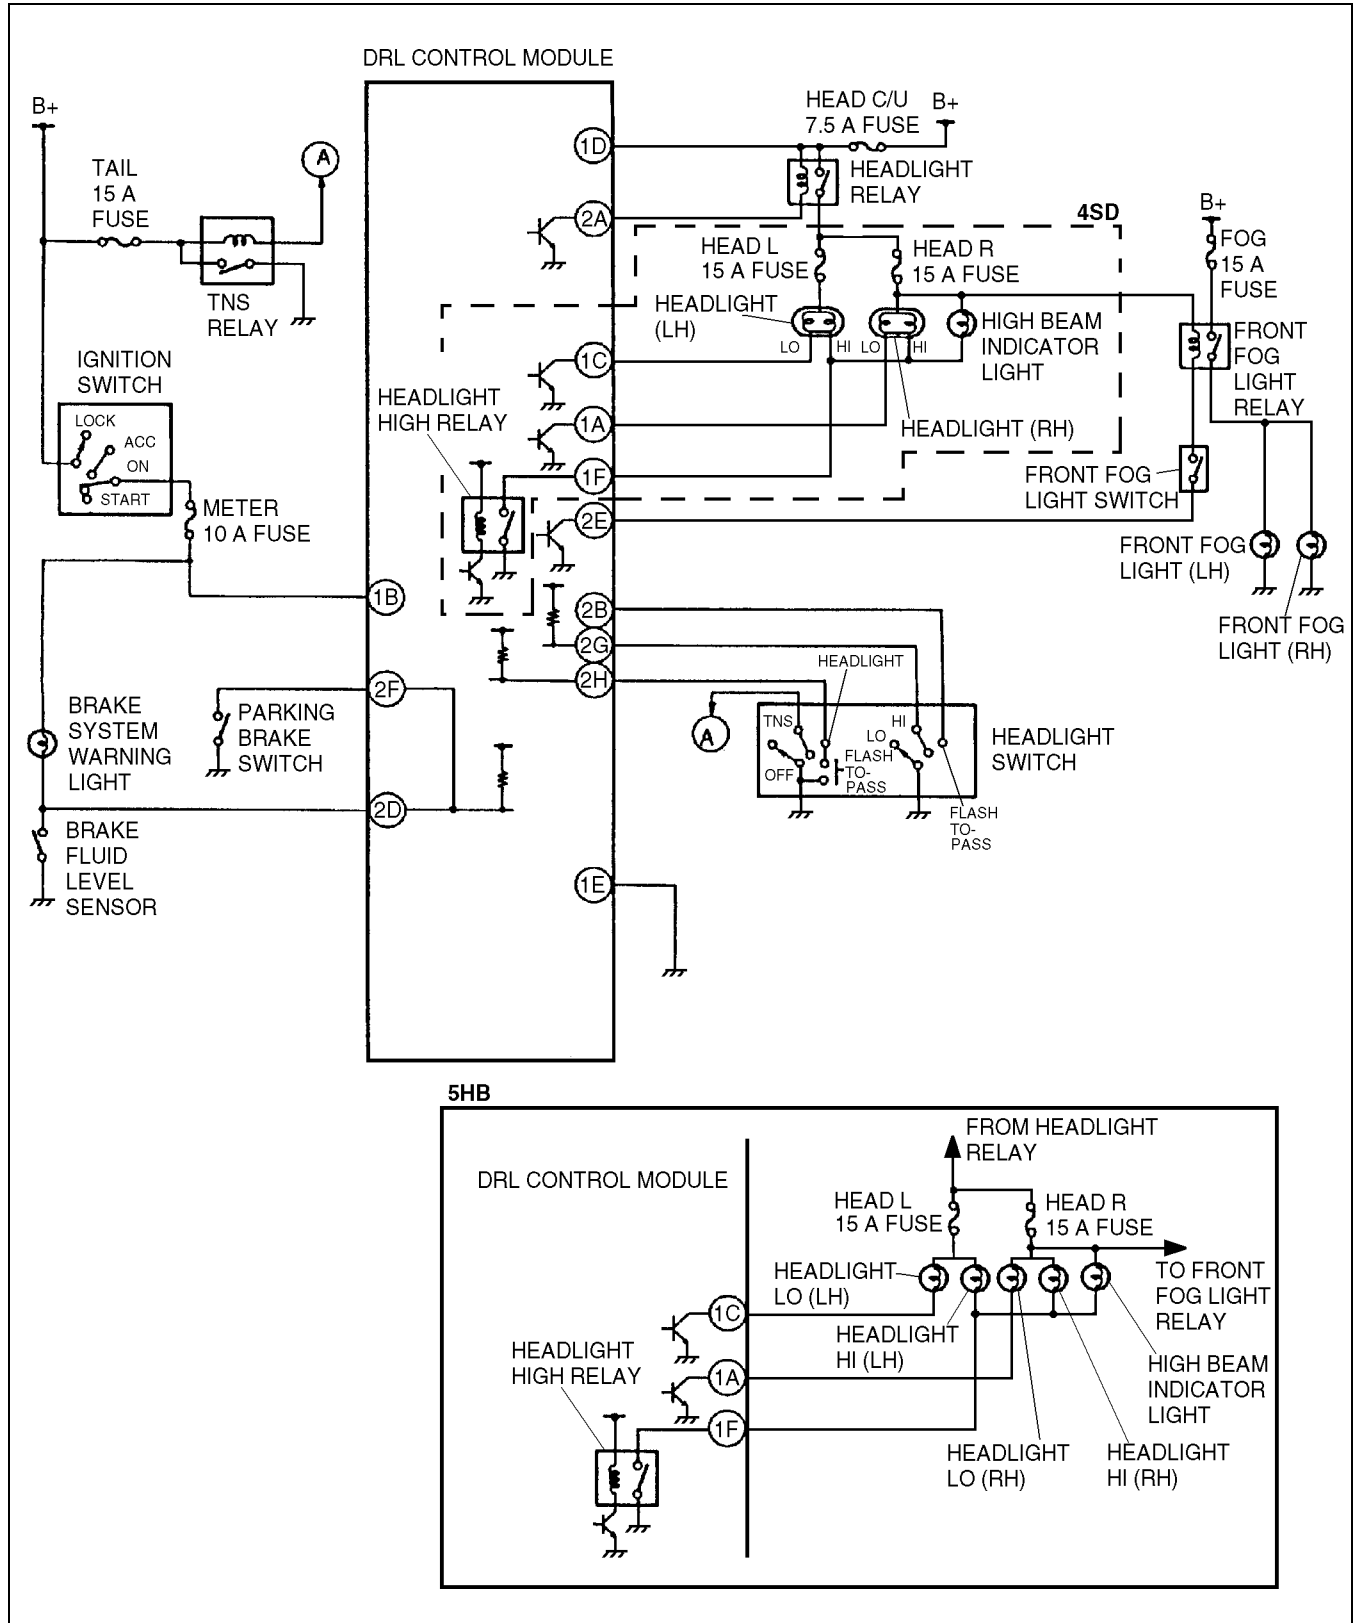 DRL CONTROL MODULE
B+
TAIL
15 A
FUSE
A
TNS
RELAY
IGNITION
SWITCH
LOCK
ACC
ON
START
METER
10 A FUSE
BRAKE
SYSTEM
WARNING
LIGHT
PARKING
BRAKE
SWITCH
BRAKE
FLUID
LEVEL
SENSOR
1B
2F
2D
1D
2A
1C
1A
1F
2E
2B
2G
2H
1E
HEADLIGHT
HIGH RELAY
HEAD C/U
7.5 A FUSE
B+
HEADLIGHT
RELAY
4SD
HEAD L
15 A FUSE
HEAD R
15 A FUSE
HEADLIGHT
(LH)
LO
HI
LO
HI
HIGH BEAM
INDICATOR
LIGHT
HEADLIGHT (RH)
B+
FOG
15 A
FUSE
FRONT
FOG
LIGHT
RELAY
FRONT FOG
LIGHT SWITCH
FRONT FOG
LIGHT (LH)
FRONT FOG
LIGHT (RH)
HEADLIGHT
A
TNS
OFF
FLASH
TO-
PASS
HI
LO
HEADLIGHT
SWITCH
FLASH
TO-
PASS
5HB
DRL CONTROL MODULE
FROM HEADLIGHT
RELAY
HEAD L
15 A FUSE
HEAD R
15 A FUSE
HEADLIGHT
LO (LH)
TO FRONT
FOG LIGHT
RELAY
1C
HEADLIGHT
HI (LH)
HEADLIGHT
HIGH RELAY
1A
HIGH BEAM
INDICATOR
LIGHT
1F
HEADLIGHT
LO (RH)
HEADLIGHT
HI (RH)